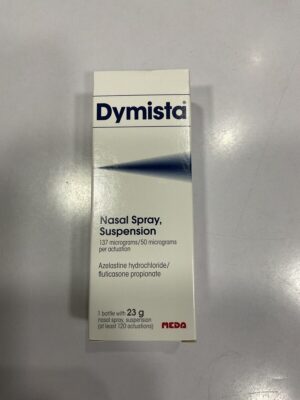 Dymista
Nasal Spray,
Suspension
137 micrograms/50 micrograms
per actuation
Azelastine hydrochloride/
fluticasone propionate
1 bottle with 23 g
nasal spray, suspension
(at least 120 actuations)
MEDA